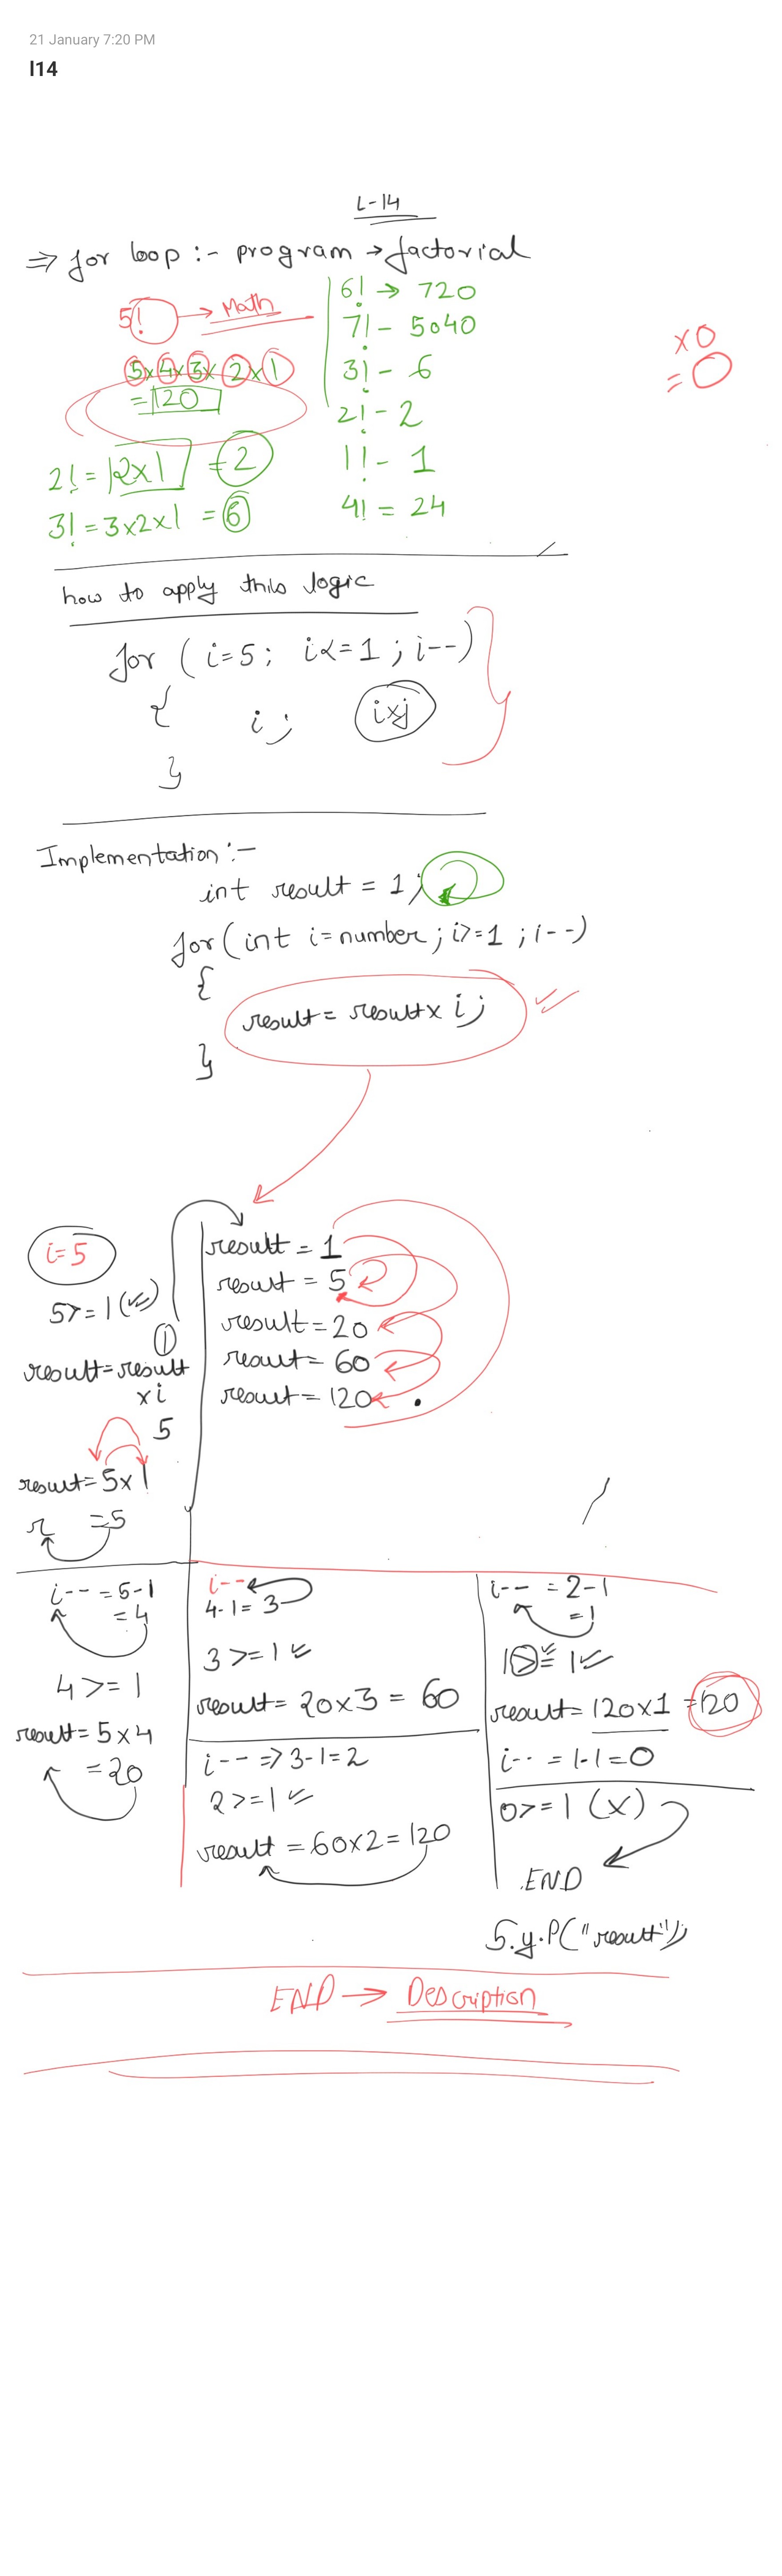 21 January 7:20 PM
l14
L-14
⇒ for loop :- program → factorial
5! → Math
5x4x3x2x1
= 120
2! = 2x1 = 2
3! = 3x2x1 = 6
6! → 720
7! - 5040
3! - 6
2! - 2
1! - 1
4! = 24
x0
= 0
how to apply this logic
for ( i=5; i<=1 ; i--)
{ i; ixj
}
Implementation :-
int result = 1;
for(int i=number; i>=1 ; i--)
{
result = result x i;
}
i=5
5>=1 (✓)
1
result=result
xi
5
result=5x1
r =5
result = 1
result = 5
result = 20
result = 60
result = 120
i-- = 5-1
= 4
4 >= 1
result = 5x4
= 20
i--
4-1= 3
3 >= 1 ✓
result = 20x3 = 60
i-- => 3-1=2
2 >= 1 ✓
result = 60x2 = 120
i-- = 2-1
= 1
1 >= 1 ✓
result = 120x1 = 120
i-- = 1-1=0
0>=1 (x)
END
S.y.P("result");
END → Description